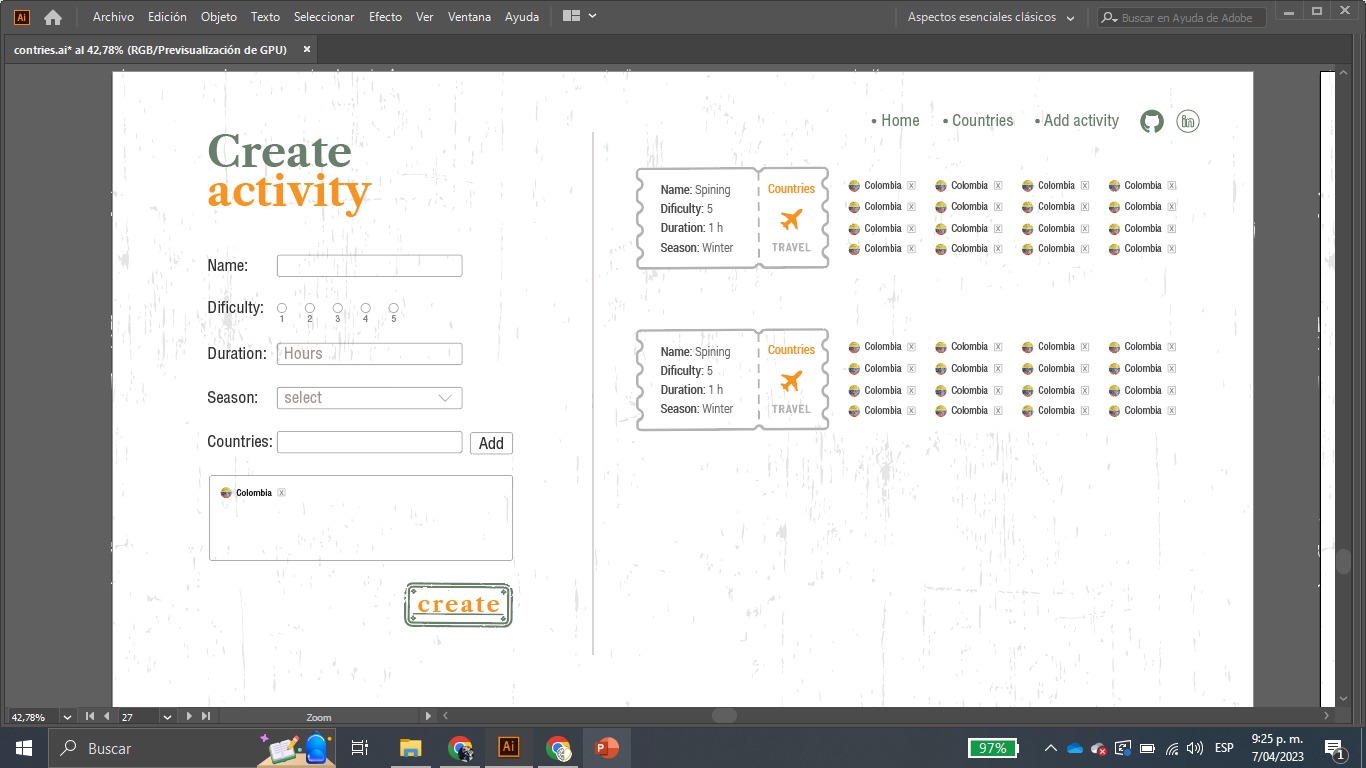 Ai
Archivo Edición Objeto Texto Seleccionar Efecto Ver Ventana Ayuda
Aspectos esenciales clásicos
Buscar en Ayuda de Adobe
contries.ai* al 42,78% (RGB/Previsualización de GPU) ×
• Home • Countries • Add activity
in
Create
activity
Name:
Dificulty:
1 2 3 4 5
Duration: Hours
Season: select
Countries: Add
Colombia X
create
Name: Spining
Dificulty: 5
Duration: 1 h
Season: Winter
Countries
TRAVEL
Colombia X Colombia X Colombia X Colombia X
Colombia X Colombia X Colombia X Colombia X
Colombia X Colombia X Colombia X Colombia X
Colombia X Colombia X Colombia X Colombia X
Name: Spining
Dificulty: 5
Duration: 1 h
Season: Winter
Countries
TRAVEL
Colombia X Colombia X Colombia X Colombia X
Colombia X Colombia X Colombia X Colombia X
Colombia X Colombia X Colombia X Colombia X
Colombia X Colombia X Colombia X Colombia X
42,78% 27 Zoom
Buscar
Ai
P
97%
ESP
9:25 p. m.
7/04/2023
1